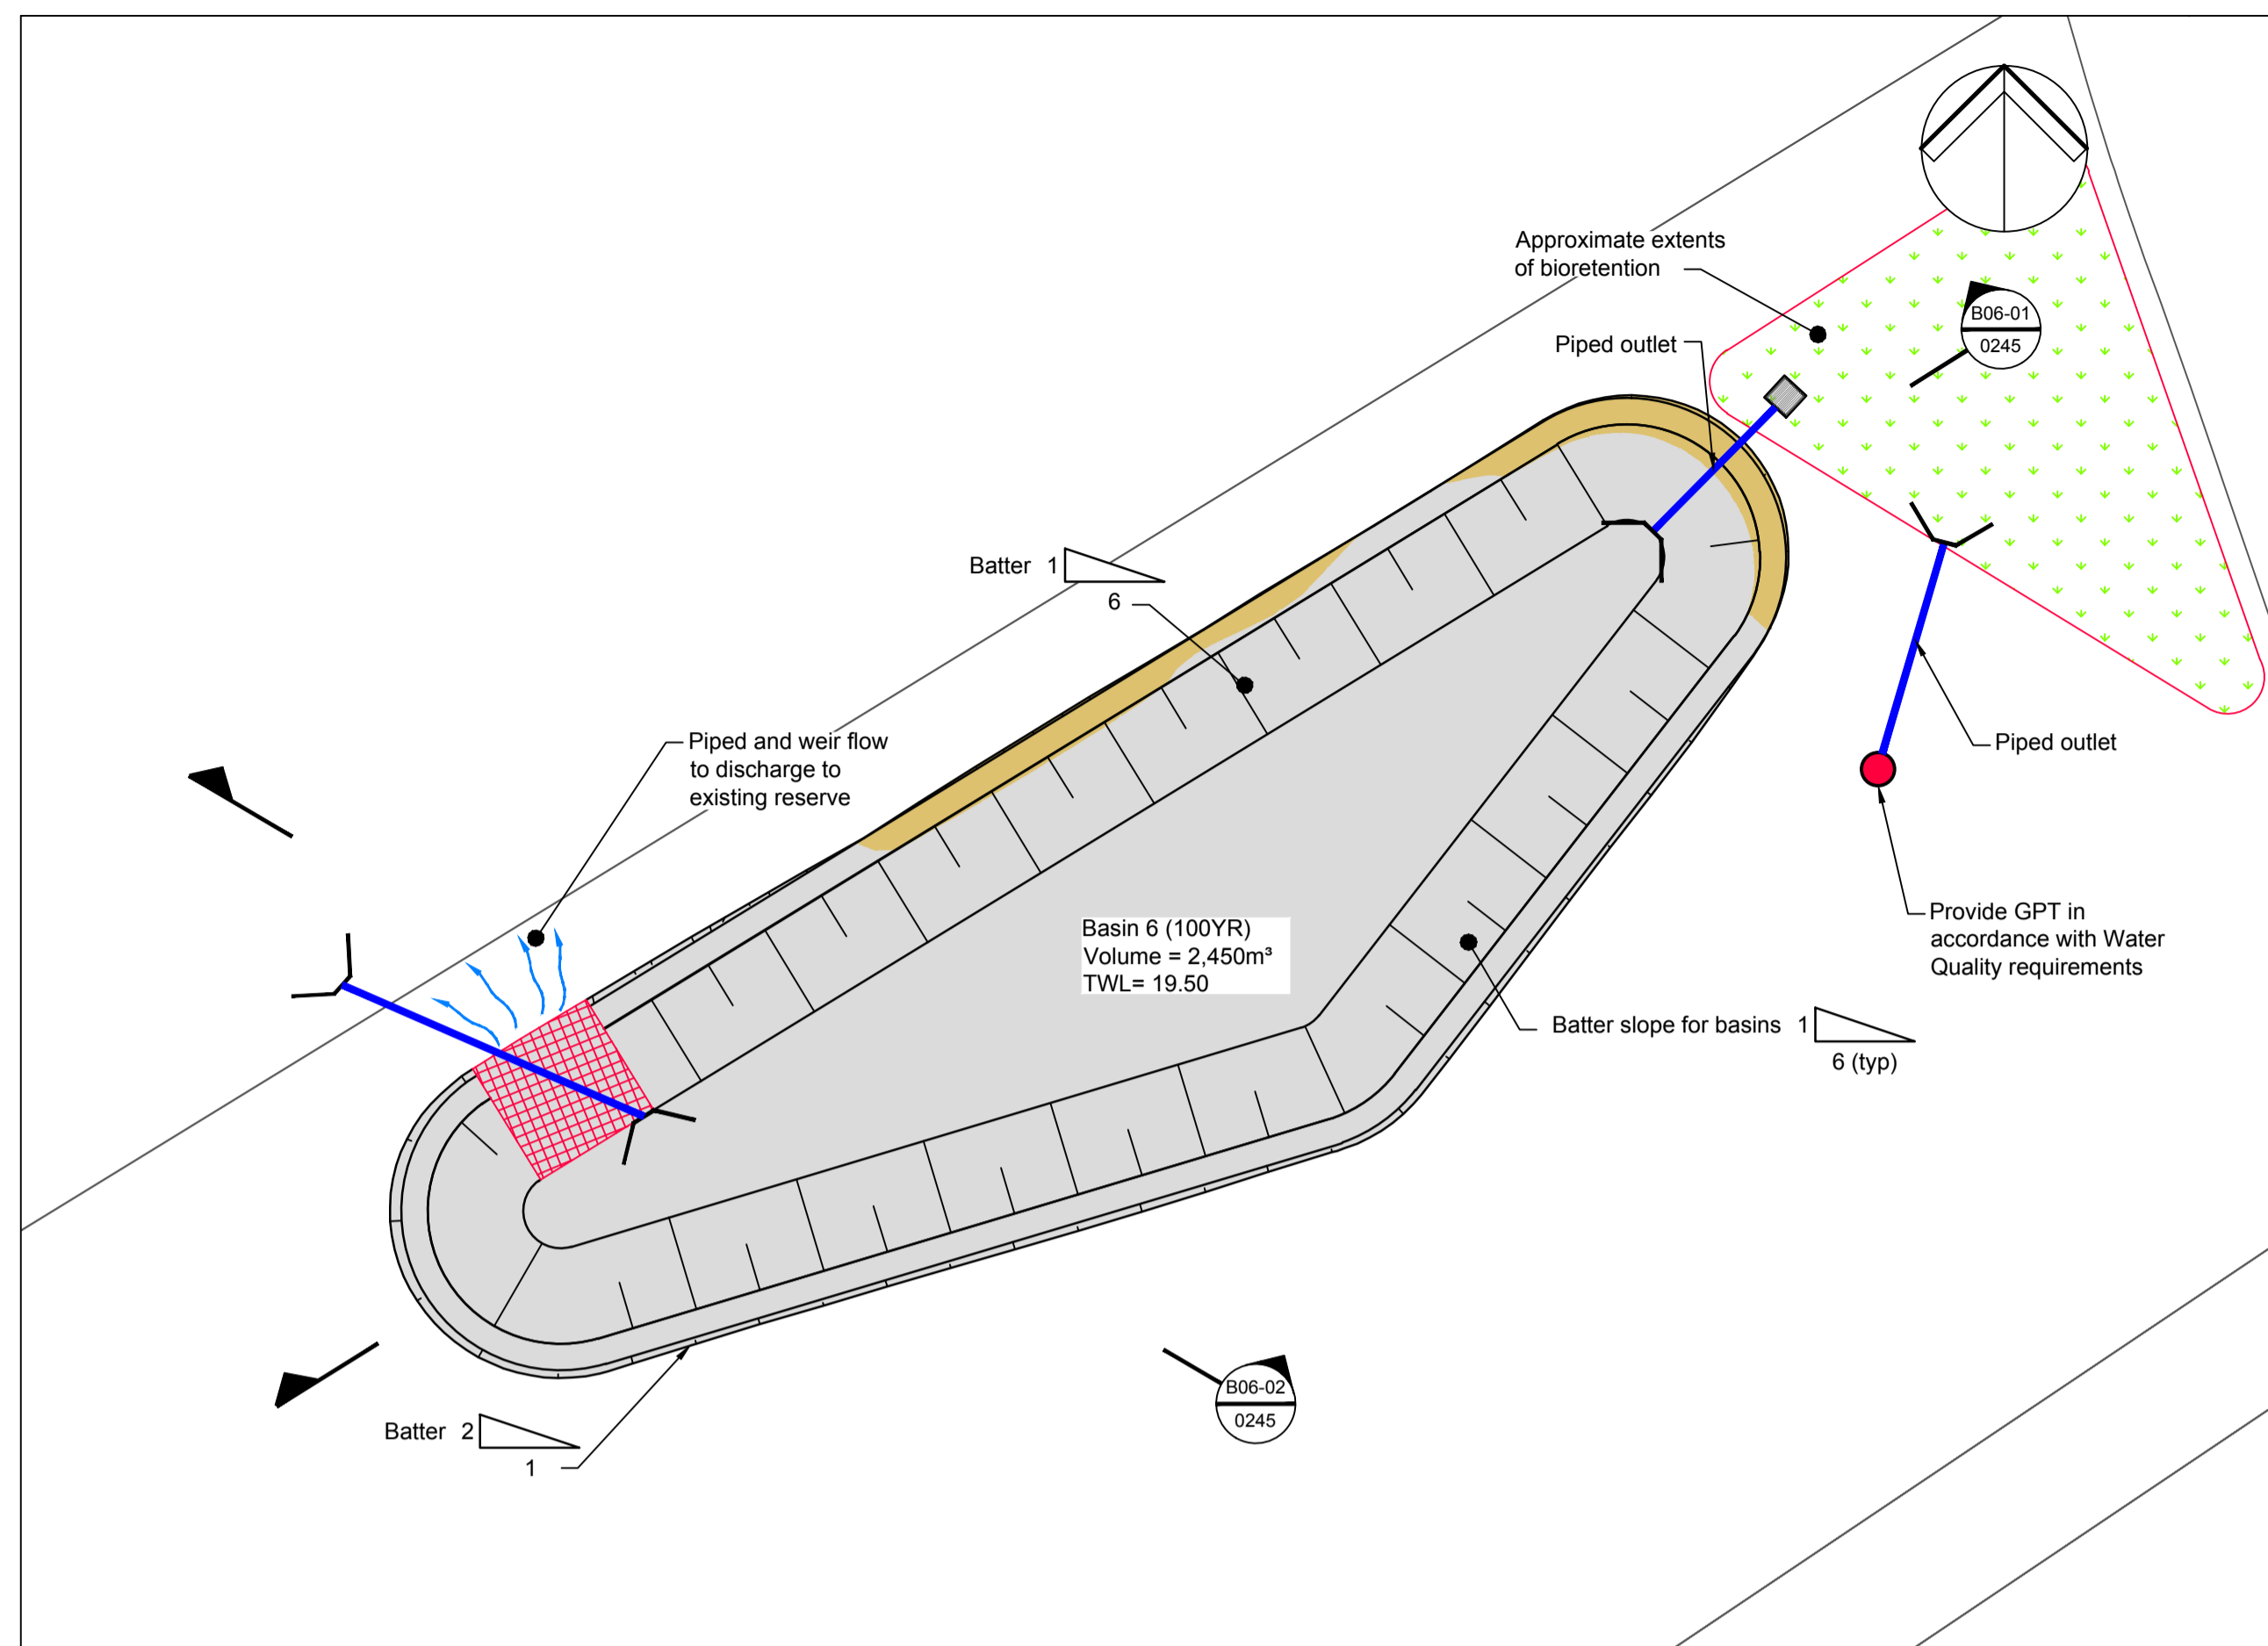 Approximate extents
of bioretention
B06-01
0245
Piped outlet
Batter 1
6
Piped and weir flow
to discharge to
existing reserve
Piped outlet
Basin 6 (100YR)
Volume = 2,450m³
TWL= 19.50
Provide GPT in
accordance with Water
Quality requirements
Batter slope for basins 1
6 (typ)
B06-02
0245
Batter 2
1